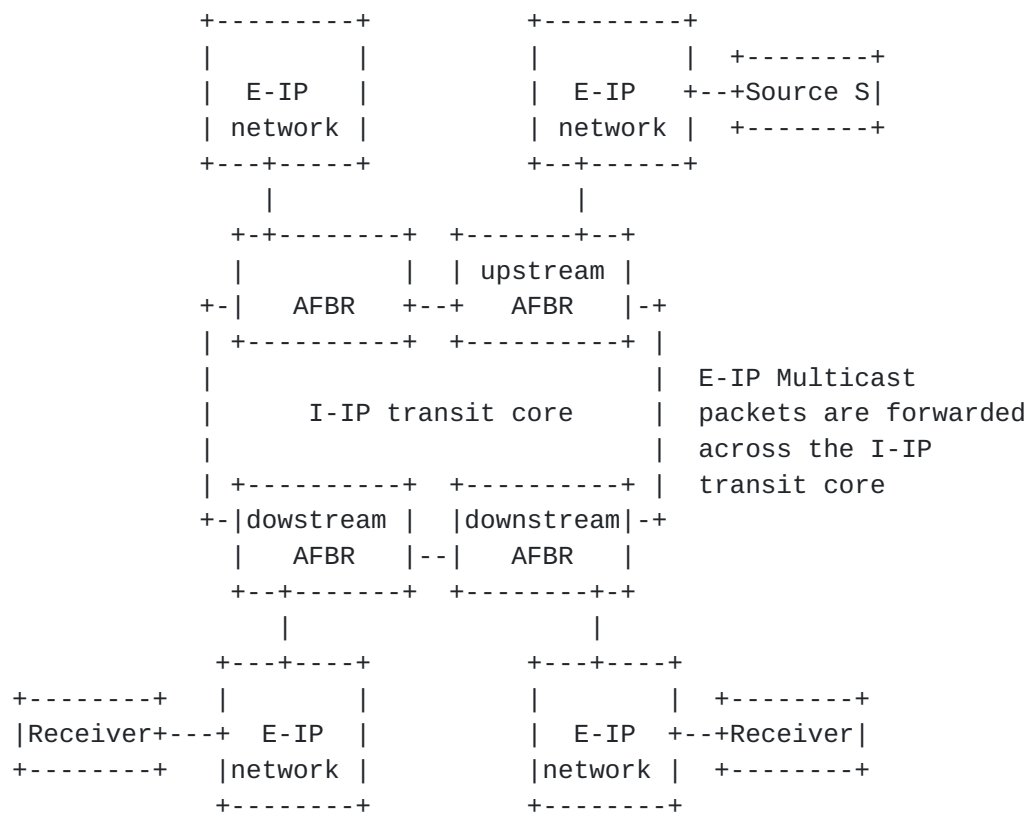 E-IP E-IP Source S
network network
upstream
AFBR AFBR
E-IP Multicast
I-IP transit core packets are forwarded
across the I-IP
transit core
dowstream downstream
AFBR AFBR
Receiver E-IP E-IP Receiver
network network